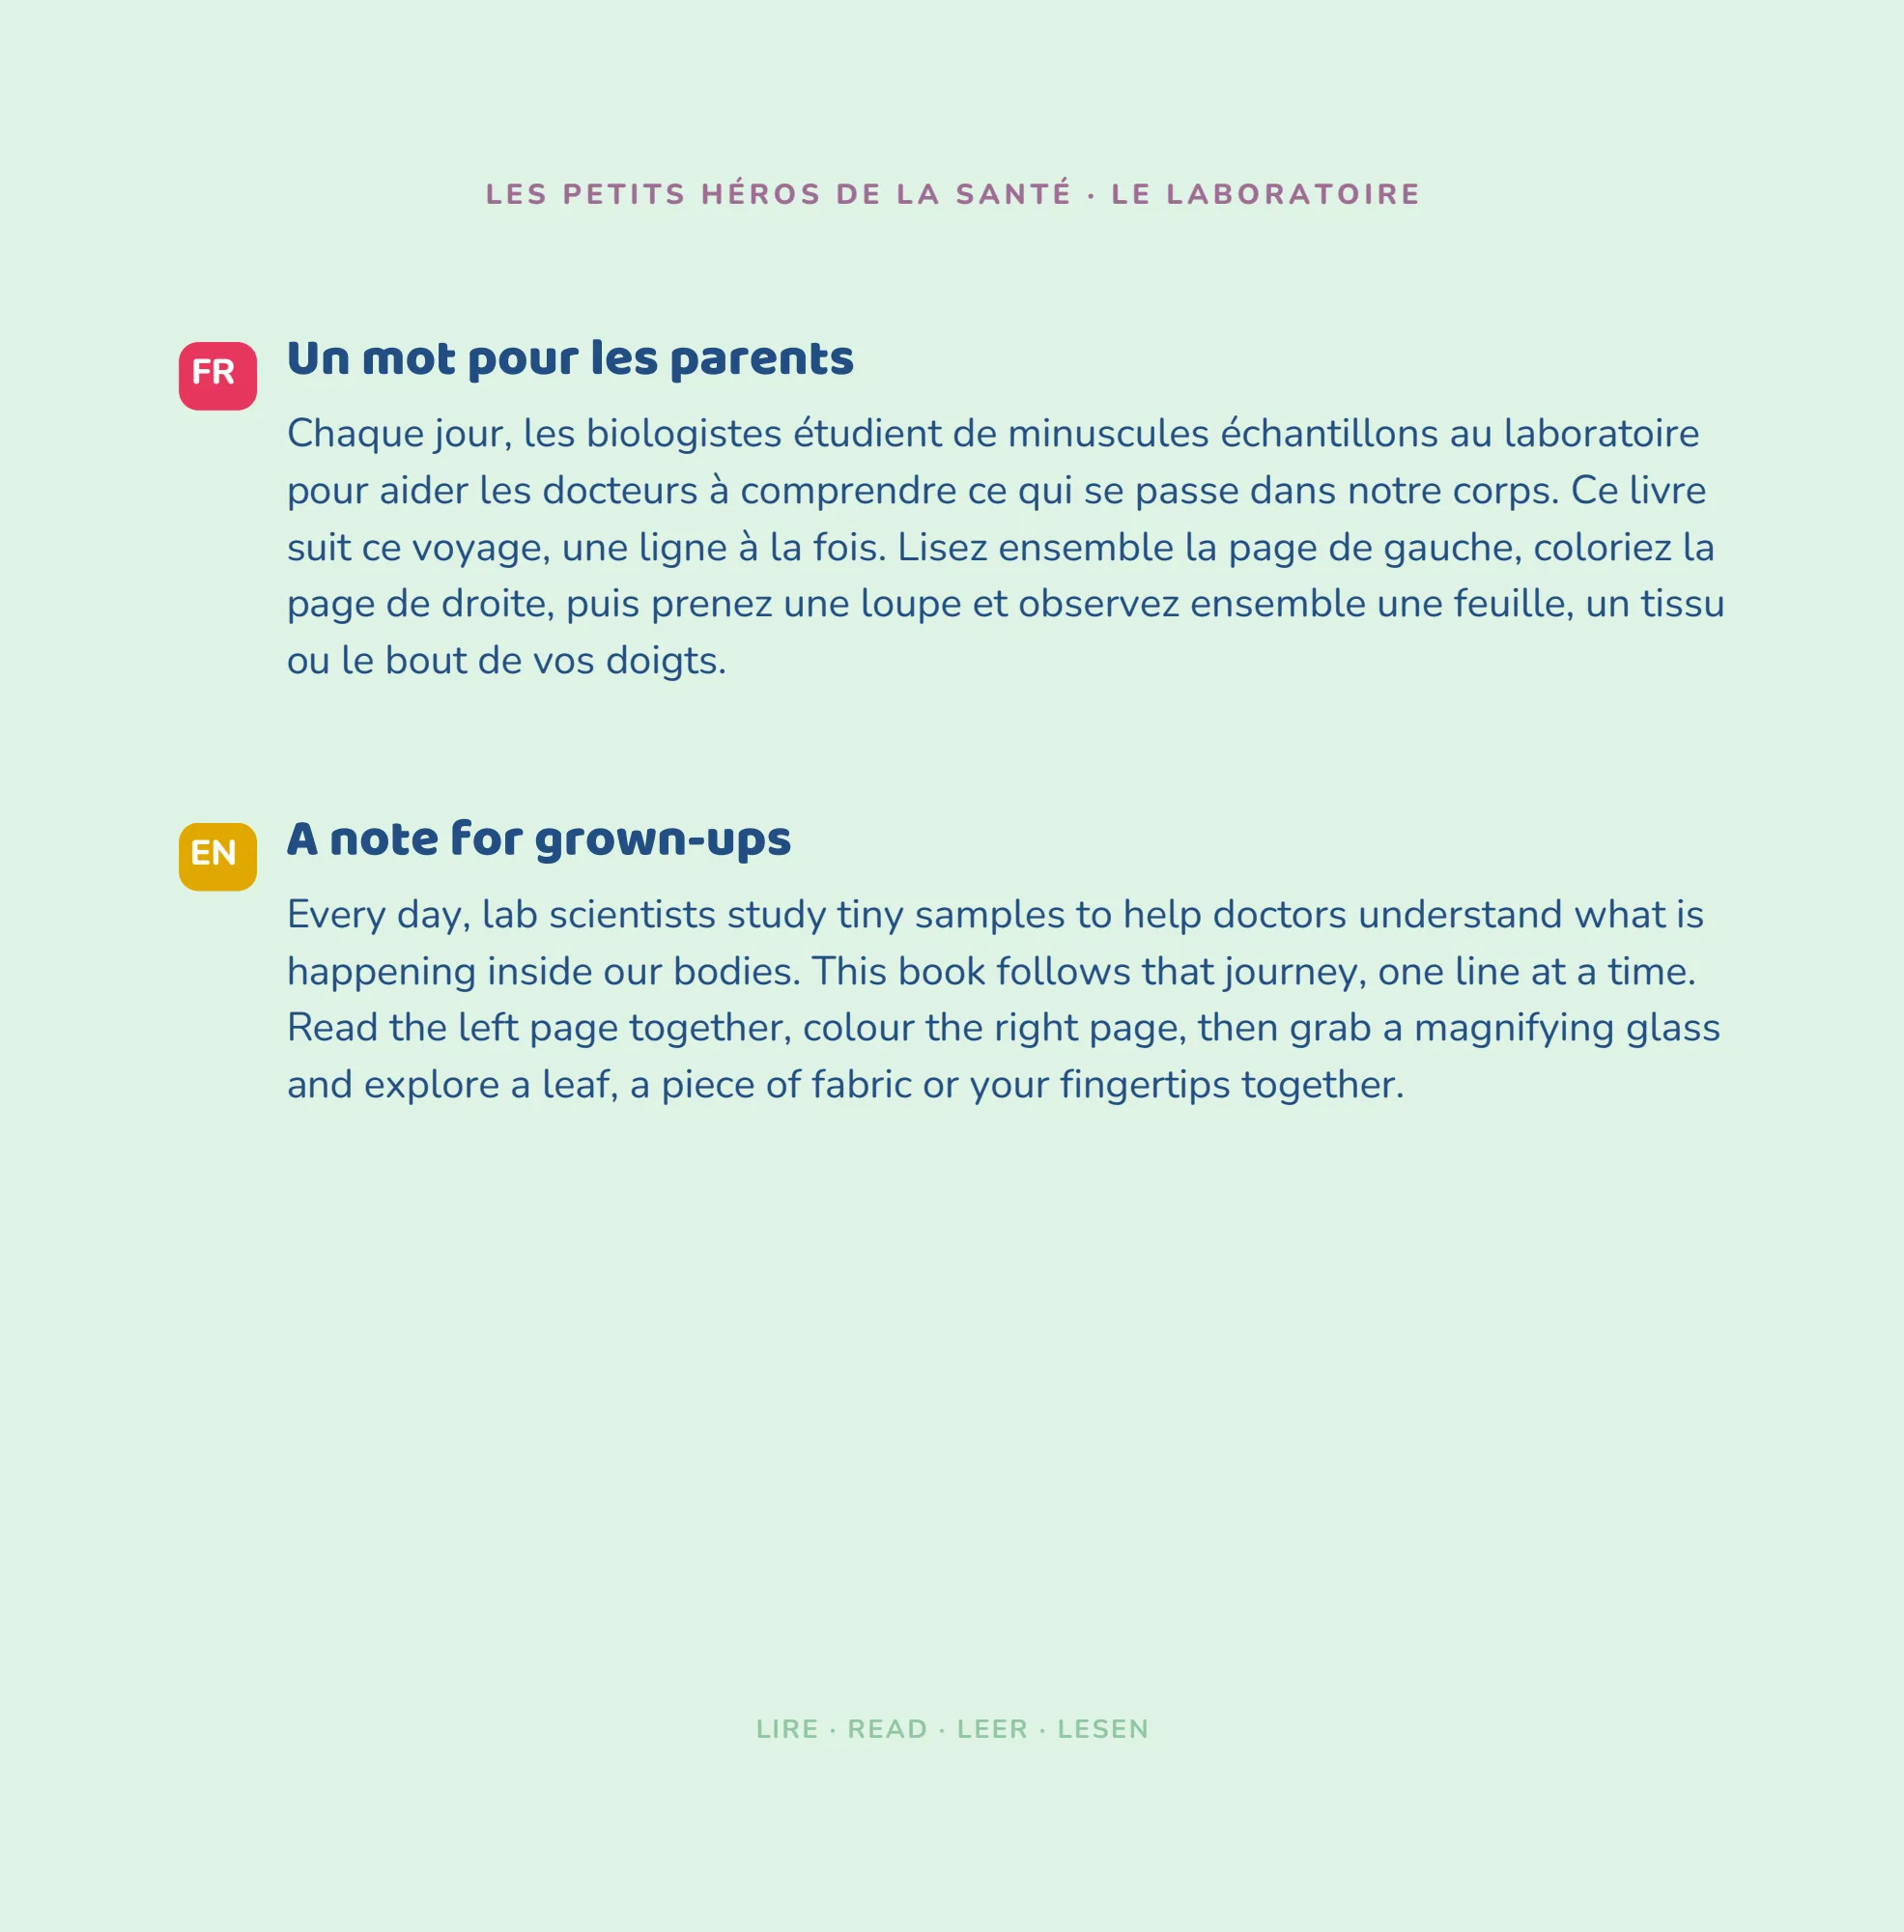 LES PETITS HÉROS DE LA SANTÉ · LE LABORATOIRE
FR
Un mot pour les parents
Chaque jour, les biologistes étudient de minuscules échantillons au laboratoire
pour aider les docteurs à comprendre ce qui se passe dans notre corps. Ce livre
suit ce voyage, une ligne à la fois. Lisez ensemble la page de gauche, coloriez la
page de droite, puis prenez une loupe et observez ensemble une feuille, un tissu
ou le bout de vos doigts.
EN
A note for grown-ups
Every day, lab scientists study tiny samples to help doctors understand what is
happening inside our bodies. This book follows that journey, one line at a time.
Read the left page together, colour the right page, then grab a magnifying glass
and explore a leaf, a piece of fabric or your fingertips together.
LIRE · READ · LEER · LESEN